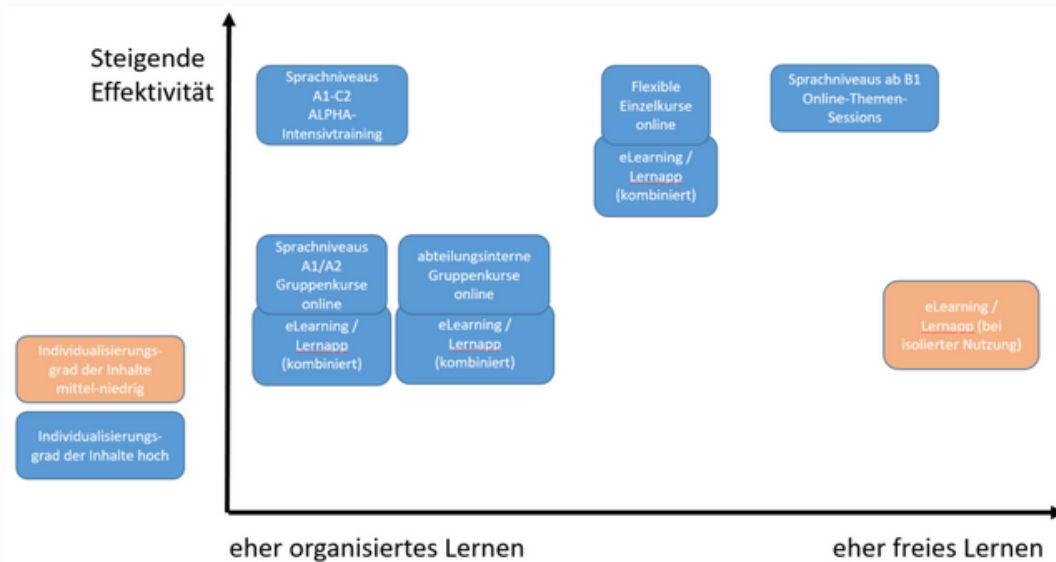 Steigende
Effektivität
Sprachniveaus
A1-C2
ALPHA-
Intensivtraining
Flexible
Einzelkurse
online
eLearning /
Lernapp
(kombiniert)
Sprachniveaus ab B1
Online-Themen-
Sessions
Sprachniveaus
A1/A2
Gruppenkurse
online
eLearning /
Lernapp
(kombiniert)
abteilungsinterne
Gruppenkurse
online
eLearning /
Lernapp
(kombiniert)
eLearning /
Lernapp (bei
isolierter Nutzung)
Individualisierungs-
grad der Inhalte
mittel-niedrig
Individualisierungs-
grad der Inhalte hoch
eher organisiertes Lernen
eher freies Lernen